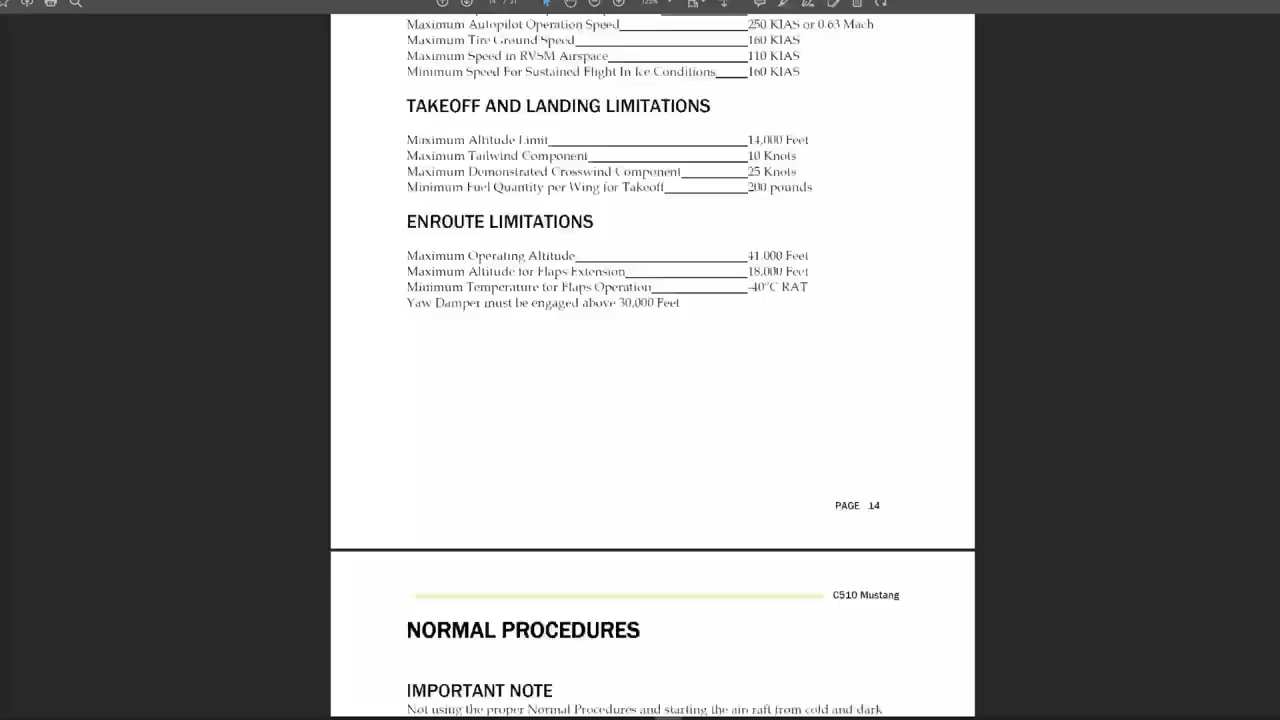 Maximum Autopilot Operation Speed 250 KIAS or 0.63 Mach
Maximum Tire Ground Speed 160 KIAS
Maximum Speed in RVSM Airspace 110 KIAS
Minimum Speed For Sustained Flight In Ice Conditions 160 KIAS
TAKEOFF AND LANDING LIMITATIONS
Maximum Altitude Limit 14,000 Feet
Maximum Tailwind Component 10 Knots
Maximum Demonstrated Crosswind Component 25 Knots
Minimum Fuel Quantity per Wing for Takeoff 200 pounds
ENROUTE LIMITATIONS
Maximum Operating Altitude 41.000 Feet
Maximum Altitude for Flaps Extension 18.000 Feet
Minimum Temperature for Flaps Operation -40°C RAT
Yaw Damper must be engaged above 30,000 Feet
PAGE 14
C510 Mustang
NORMAL PROCEDURES
IMPORTANT NOTE
Not using the proper Normal Procedures and starting the aircraft from cold and dark